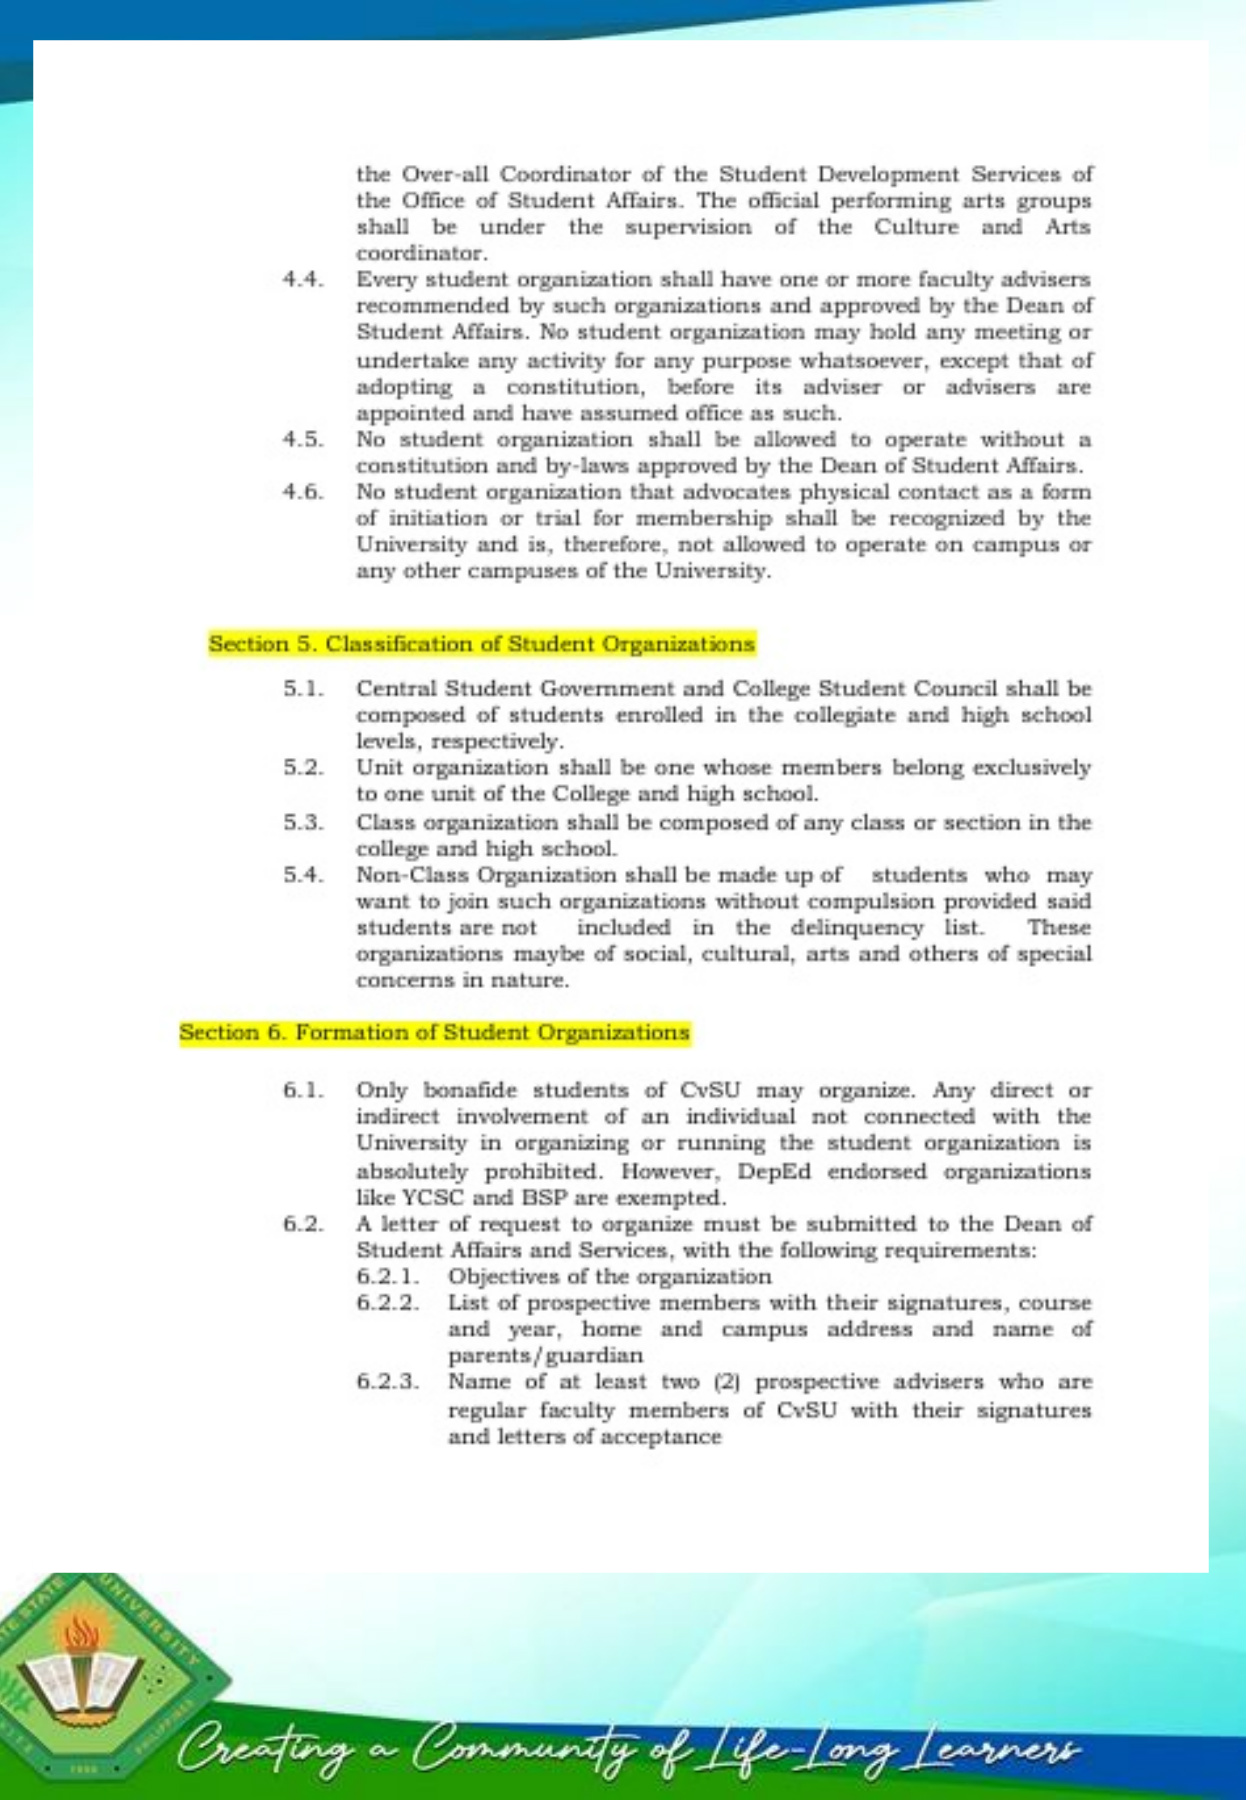 the Over-all Coordinator of the Student Development Services of
the Office of Student Affairs. The official performing arts groups
shall be under the supervision of the Culture and Arts
coordinator.
4.4. Every student organization shall have one or more faculty advisers
recommended by such organizations and approved by the Dean of
Student Affairs. No student organization may hold any meeting or
undertake any activity for any purpose whatsoever, except that of
adopting a constitution, before its adviser or advisers are
appointed and have assumed office as such.
4.5. No student organization shall be allowed to operate without a
constitution and by-laws approved by the Dean of Student Affairs.
4.6. No student organization that advocates physical contact as a form
of initiation or trial for membership shall be recognized by the
University and is, therefore, not allowed to operate on campus or
any other campuses of the University.
Section 5. Classification of Student Organizations
5.1. Central Student Government and College Student Council shall be
composed of students enrolled in the collegiate and high school
levels, respectively.
5.2. Unit organization shall be one whose members belong exclusively
to one unit of the College and high school.
5.3. Class organization shall be composed of any class or section in the
college and high school.
5.4. Non-Class Organization shall be made up of students who may
want to join such organizations without compulsion provided said
students are not included in the delinquency list. These
organizations maybe of social, cultural, arts and others of special
concerns in nature.
Section 6. Formation of Student Organizations
6.1. Only bonafide students of CvSU may organize. Any direct or
indirect involvement of an individual not connected with the
University in organizing or running the student organization is
absolutely prohibited. However, DepEd endorsed organizations
like YCSC and BSP are exempted.
6.2. A letter of request to organize must be submitted to the Dean of
Student Affairs and Services, with the following requirements:
6.2.1. Objectives of the organization
6.2.2. List of prospective members with their signatures, course
and year, home and campus address and name of
parents/guardian
6.2.3. Name of at least two (2) prospective advisers who are
regular faculty members of CvSU with their signatures
and letters of acceptance
STATE UNIVERSITY
PHILIPPINES
Creating a Community of Life-Long Learners